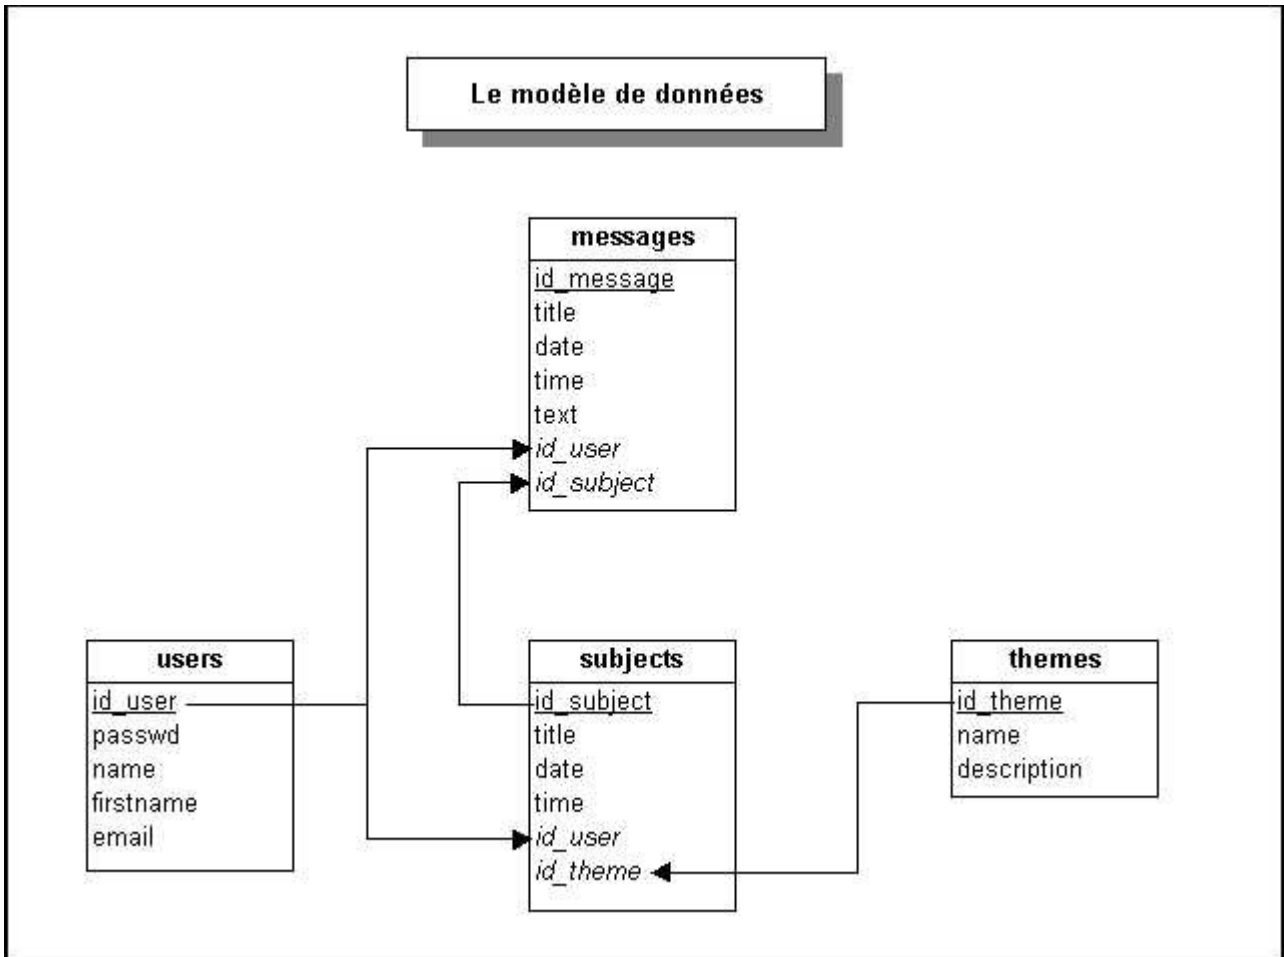 Le modèle de données
messages
id_message
title
date
time
text
id_user
id_subject
users
id_user
passwd
name
firstname
email
subjects
id_subject
title
date
time
id_user
id_theme
themes
id_theme
name
description